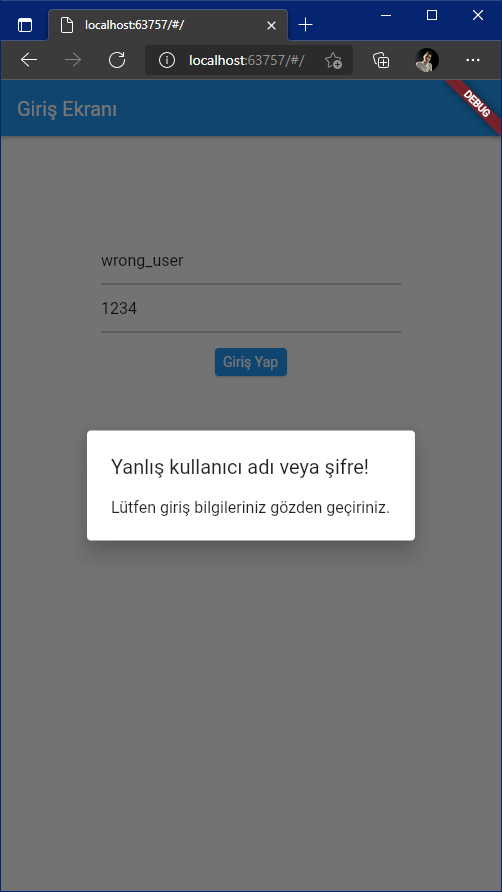 localhost:63757/#/
localhost:63757/#/
Giriş Ekranı
DEBUG
wrong_user
1234
Giriş Yap
Yanlış kullanıcı adı veya şifre!
Lütfen giriş bilgileriniz gözden geçiriniz.